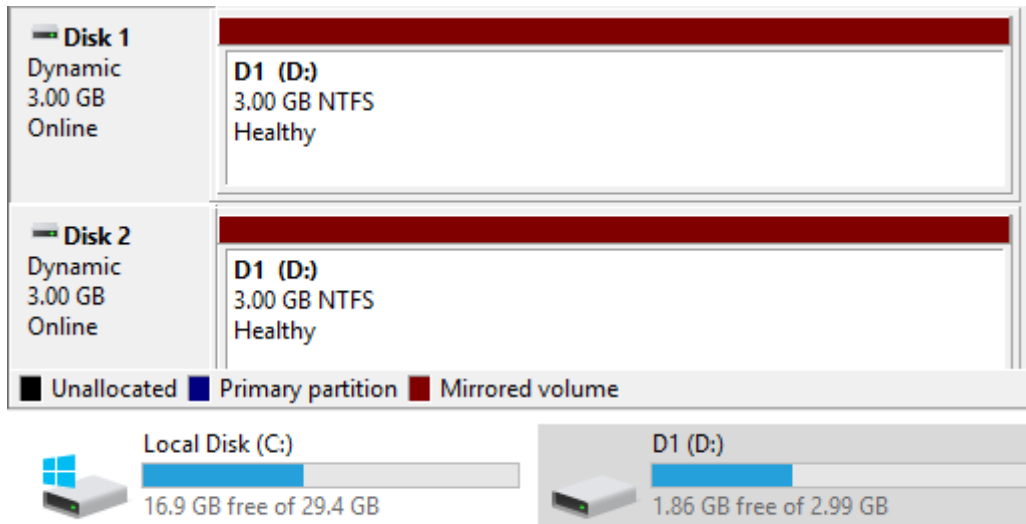 Disk 1
Dynamic
3.00 GB
Online
D1 (D:)
3.00 GB NTFS
Healthy
Disk 2
Dynamic
3.00 GB
Online
D1 (D:)
3.00 GB NTFS
Healthy
Unallocated Primary partition Mirrored volume
Local Disk (C:)
16.9 GB free of 29.4 GB
D1 (D:)
1.86 GB free of 2.99 GB